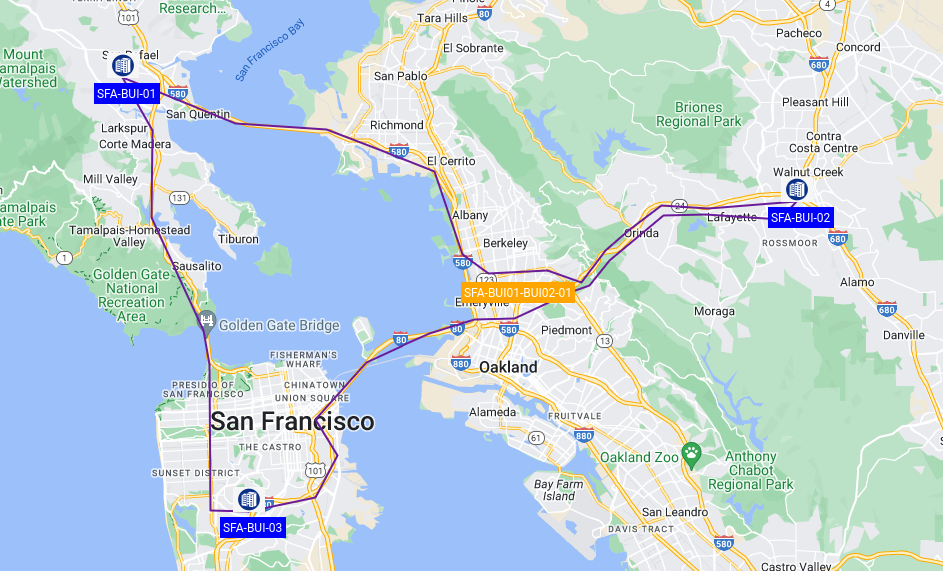 101
Research...
Mount
Tamalpais
Watershed
SFA-BUI-01
580
San Quentin
Larkspur
Corte Madera
Mill Valley
131
Tamalpais-Homestead
Valley
Tiburon
1
Sausalito
Golden Gate
National
Recreation
Area
Golden Gate Bridge
San Francisco Bay
Tara Hills
80
El Sobrante
San Pablo
Richmond
580
El Cerrito
Albany
Berkeley
580
123
SFA-BUI01-BUI02-01
Emeryville
80
80
580
Piedmont
13
880
Oakland
Alameda
FRUITVALE
61
880
Oakland Zoo
Anthony
Chabot
Regional Park
Bay Farm
Island
San Leandro
DAVIS TRACT
580
Castro Valley
4
Pacheco
Concord
680
Pleasant Hill
Briones
Regional Park
Contra
Costa Centre
Walnut Creek
24
Lafayette
SFA-BUI-02
Orinda
680
ROSSMOOR
Alamo
Moraga
680
Danville
FISHERMAN'S
WHARF
PRESIDIO OF
SAN FRANCISCO
CHINATOWN
UNION SQUARE
San Francisco
THE CASTRO
SUNSET DISTRICT
101
SFA-BUI-03